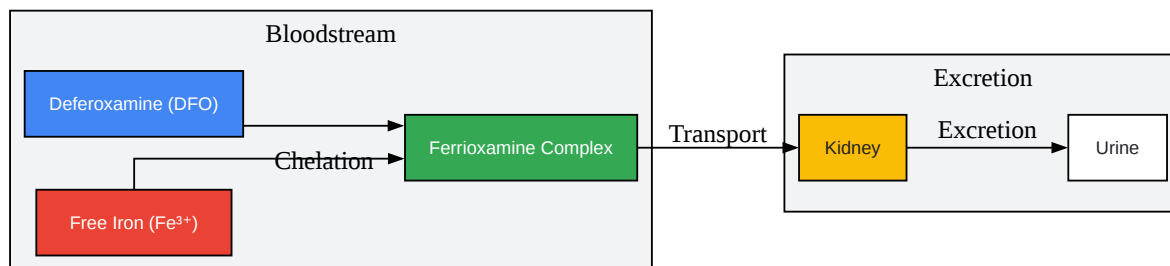 Bloodstream
Deferoxamine (DFO)
Chelation
Free Iron (Fe³⁺)
Ferrioxamine Complex
Transport
Excretion
Kidney
Excretion
Urine